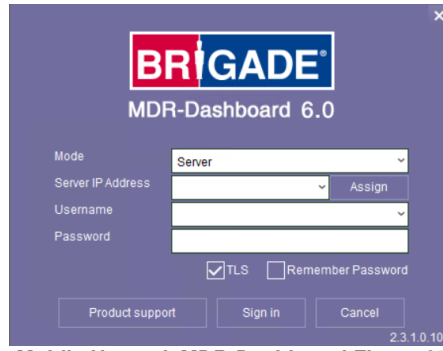 BRIGADE®
MDR-Dashboard 6.0
Mode
Server
Server IP Address
Assign
Username
Password
TLS Remember Password
Product support Sign in Cancel
2.3.1.0.10